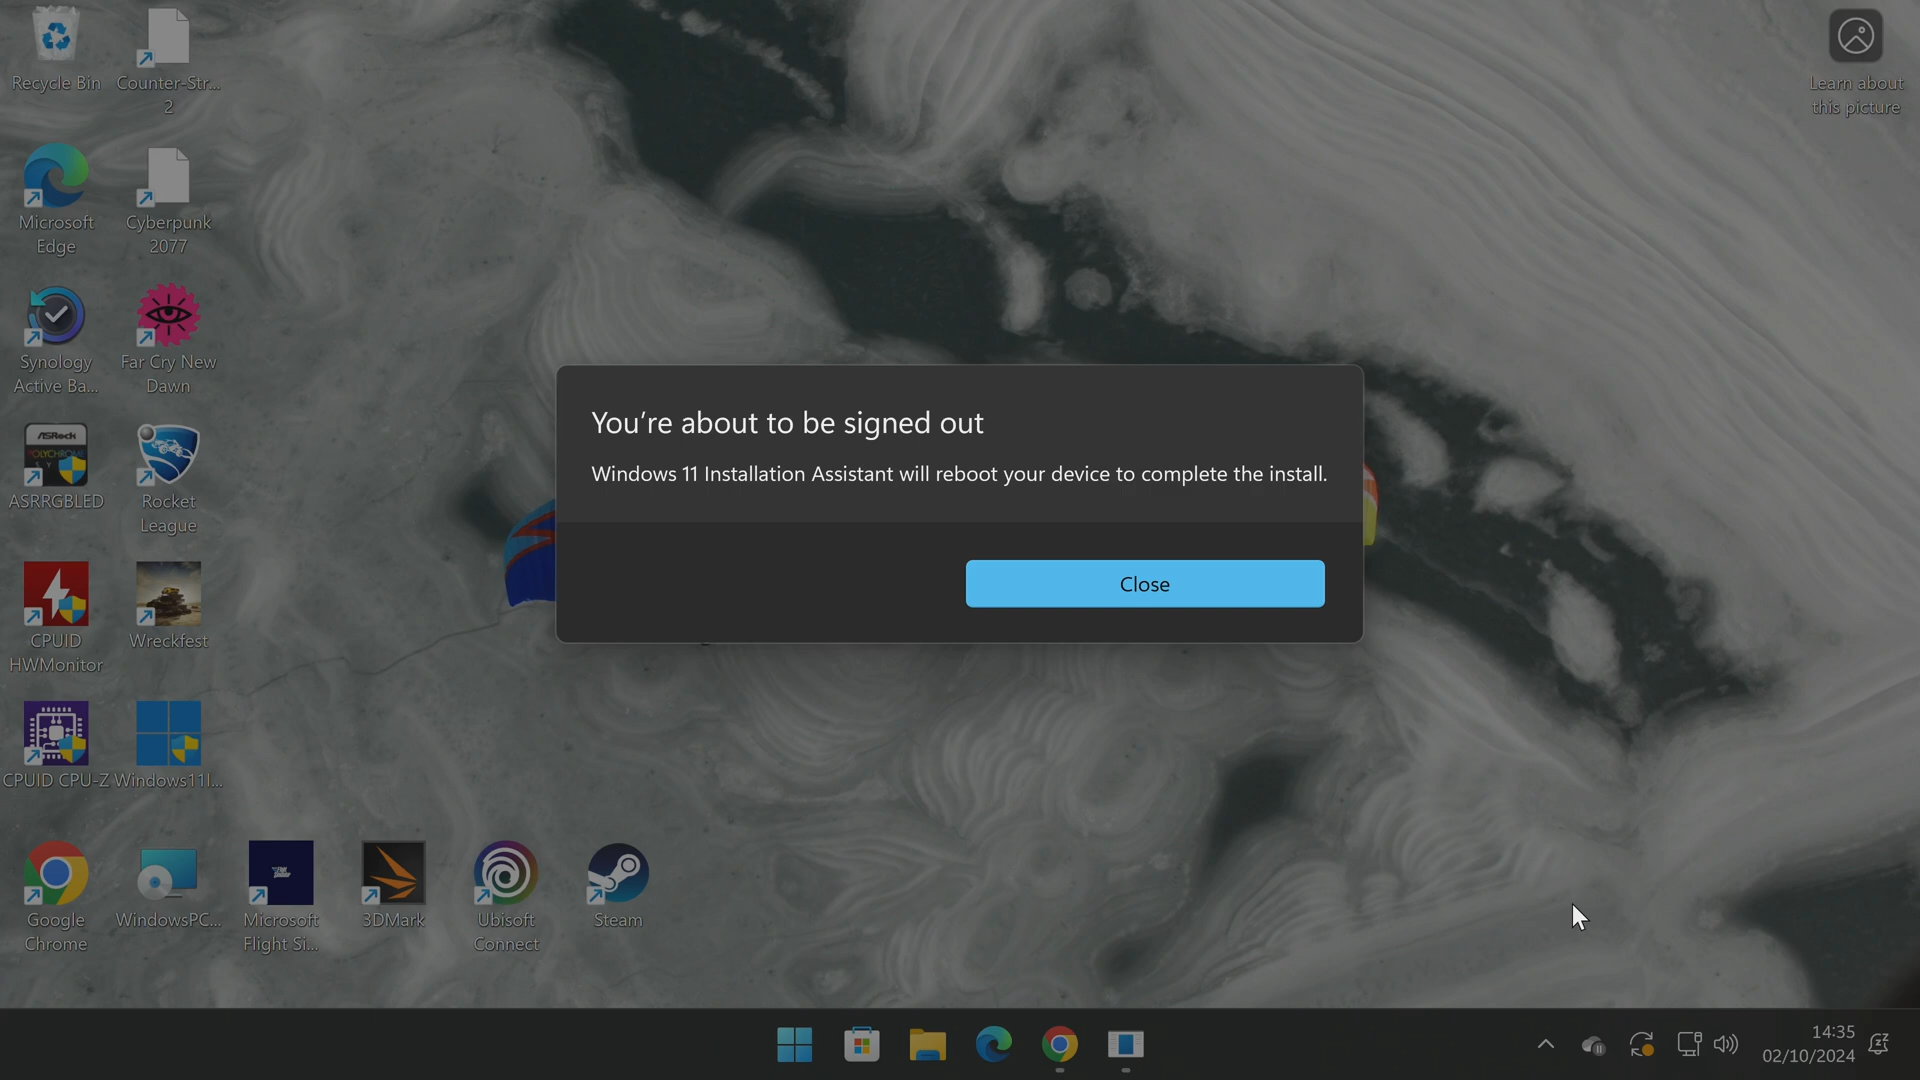 Recycle Bin
Counter-Str...
2
Learn about
this picture
Microsoft
Edge
Cyberpunk
2077
Synology
Active Ba...
Far Cry New
Dawn
You're about to be signed out
Windows 11 Installation Assistant will reboot your device to complete the install.
Close
ASRock
POLYCHROME
SY
ASRRGBLED
Rocket
League
CPUID
HWMonitor
Wreckfest
CPUID CPU-Z
Windows11I...
Google
Chrome
WindowsPC...
Microsoft
Flight Si...
3DMark
Ubisoft
Connect
Steam
14:35
02/10/2024